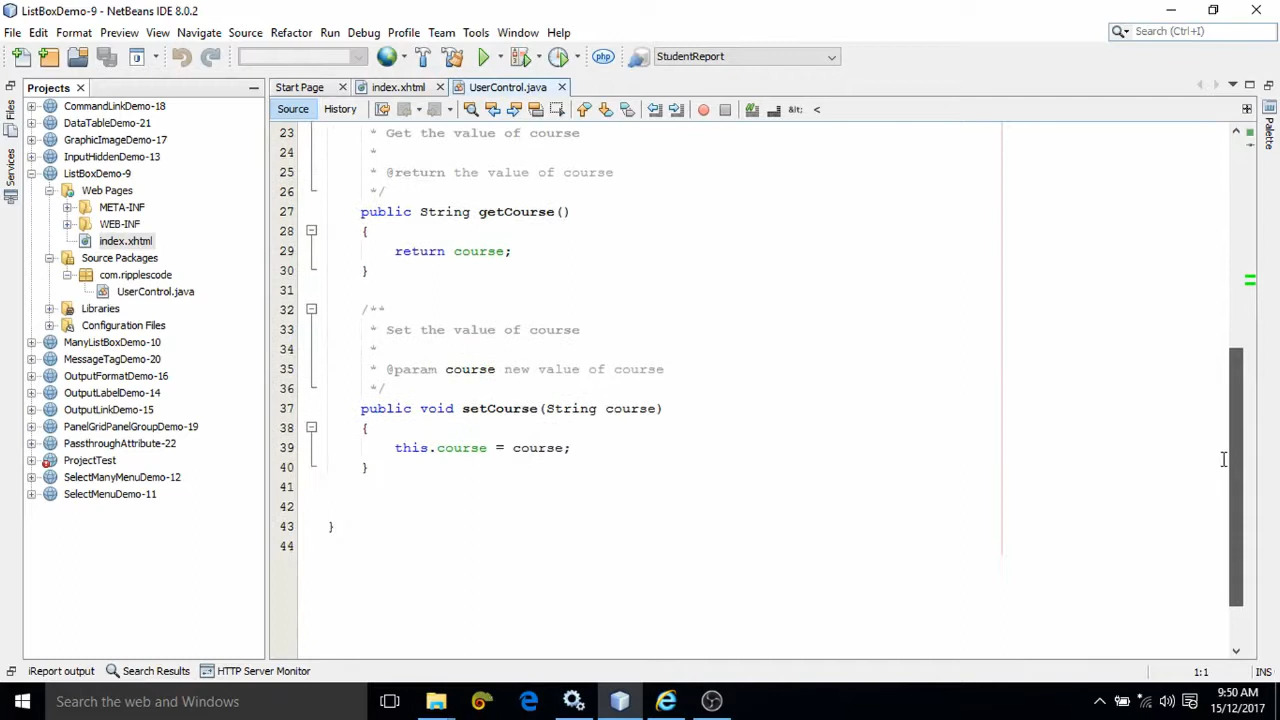 ListBoxDemo-9 - NetBeans IDE 8.0.2
File Edit Format Preview View Navigate Source Refactor Run Debug Profile Team Tools Window Help
Search (Ctrl+I)
php StudentReport
Projects
Start Page
index.xhtml
UserControl.java
Files
Services
Palette
Source History
CommandLinkDemo-18
DataTableDemo-21
GraphicImageDemo-17
InputHiddenDemo-13
ListBoxDemo-9
Web Pages
META-INF
WEB-INF
index.xhtml
Source Packages
com.ripplescode
UserControl.java
Libraries
Configuration Files
ManyListBoxDemo-10
MessageTagDemo-20
OutputFormatDemo-16
OutputLabelDemo-14
OutputLinkDemo-15
PanelGridPanelGroupDemo-19
PassthroughAttribute-22
ProjectTest
SelectManyMenuDemo-12
SelectMenuDemo-11
23 * Get the value of course
24 *
25 * @return the value of course
26 */
27 public String getCourse()
28 {
29 return course;
30 }
31
32 /**
33 * Set the value of course
34 *
35 * @param course new value of course
36 */
37 public void setCourse(String course)
38 {
39 this.course = course;
40 }
41
42
43 }
44
iReport output Search Results HTTP Server Monitor
1:1 INS
Search the web and Windows
9:50 AM
15/12/2017